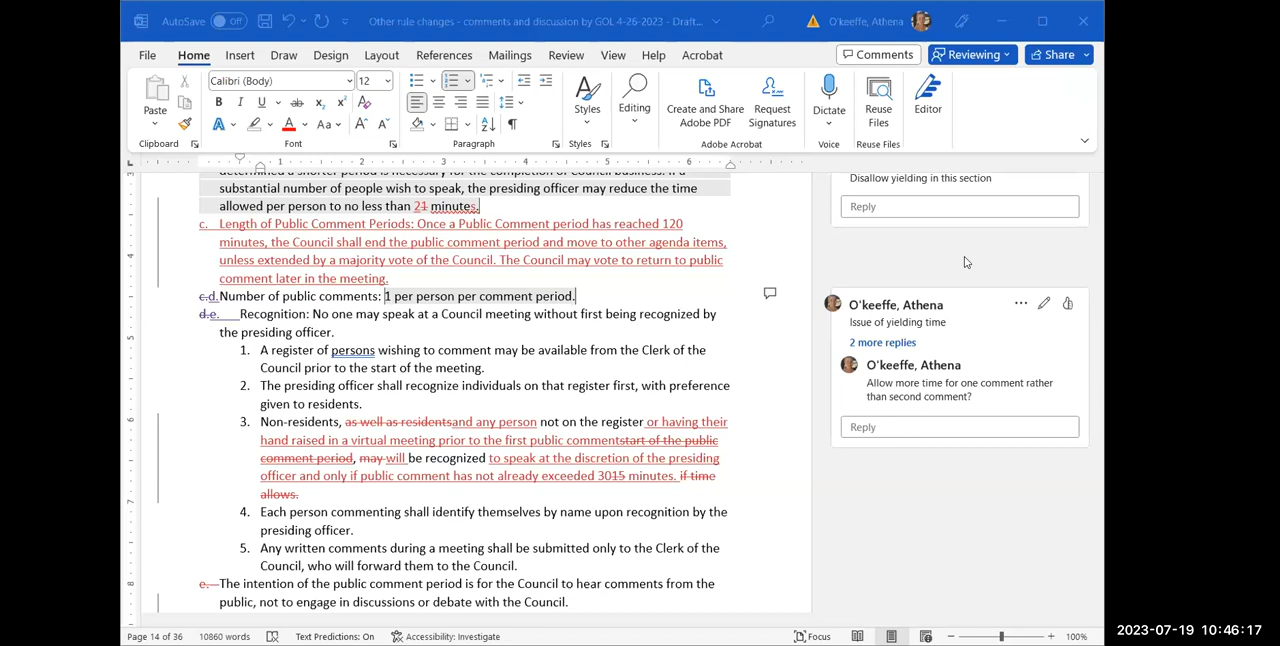 AutoSave Off Other rule changes - comments and discussion by GOL 4-26-2023 - Draft... O'keeffe, Athena
File Home Insert Draw Design Layout References Mailings Review View Help Acrobat Comments Reviewing Share
Calibri (Body) 12
Paste Styles Editing Create and Share Adobe PDF Request Signatures Dictate Reuse Files Editor
Clipboard Font Paragraph Styles Adobe Acrobat Voice Reuse Files
determined a shorter period is necessary for the completion of Council business. If a
substantial number of people wish to speak, the presiding officer may reduce the time
allowed per person to no less than 21 minutes.
c. Length of Public Comment Periods: Once a Public Comment period has reached 120
minutes, the Council shall end the public comment period and move to other agenda items,
unless extended by a majority vote of the Council. The Council may vote to return to public
comment later in the meeting.
c.d.Number of public comments: 1 per person per comment period.
d.e. Recognition: No one may speak at a Council meeting without first being recognized by
the presiding officer.
1. A register of persons wishing to comment may be available from the Clerk of the
Council prior to the start of the meeting.
2. The presiding officer shall recognize individuals on that register first, with preference
given to residents.
3. Non-residents, as well as residentsand any person not on the register or having their
hand raised in a virtual meeting prior to the first public commentstart of the public
comment period, may will be recognized to speak at the discretion of the presiding
officer and only if public comment has not already exceeded 3015 minutes. if time
allows.
4. Each person commenting shall identify themselves by name upon recognition by the
presiding officer.
5. Any written comments during a meeting shall be submitted only to the Clerk of the
Council, who will forward them to the Council.
e. The intention of the public comment period is for the Council to hear comments from the
public, not to engage in discussions or debate with the Council.
Disallow yielding in this section
Reply
O'keeffe, Athena
Issue of yielding time
2 more replies
O'keeffe, Athena
Allow more time for one comment rather
than second comment?
Reply
Page 14 of 36 10860 words Text Predictions: On Accessibility: Investigate Focus 100%
2023-07-19 10:46:17